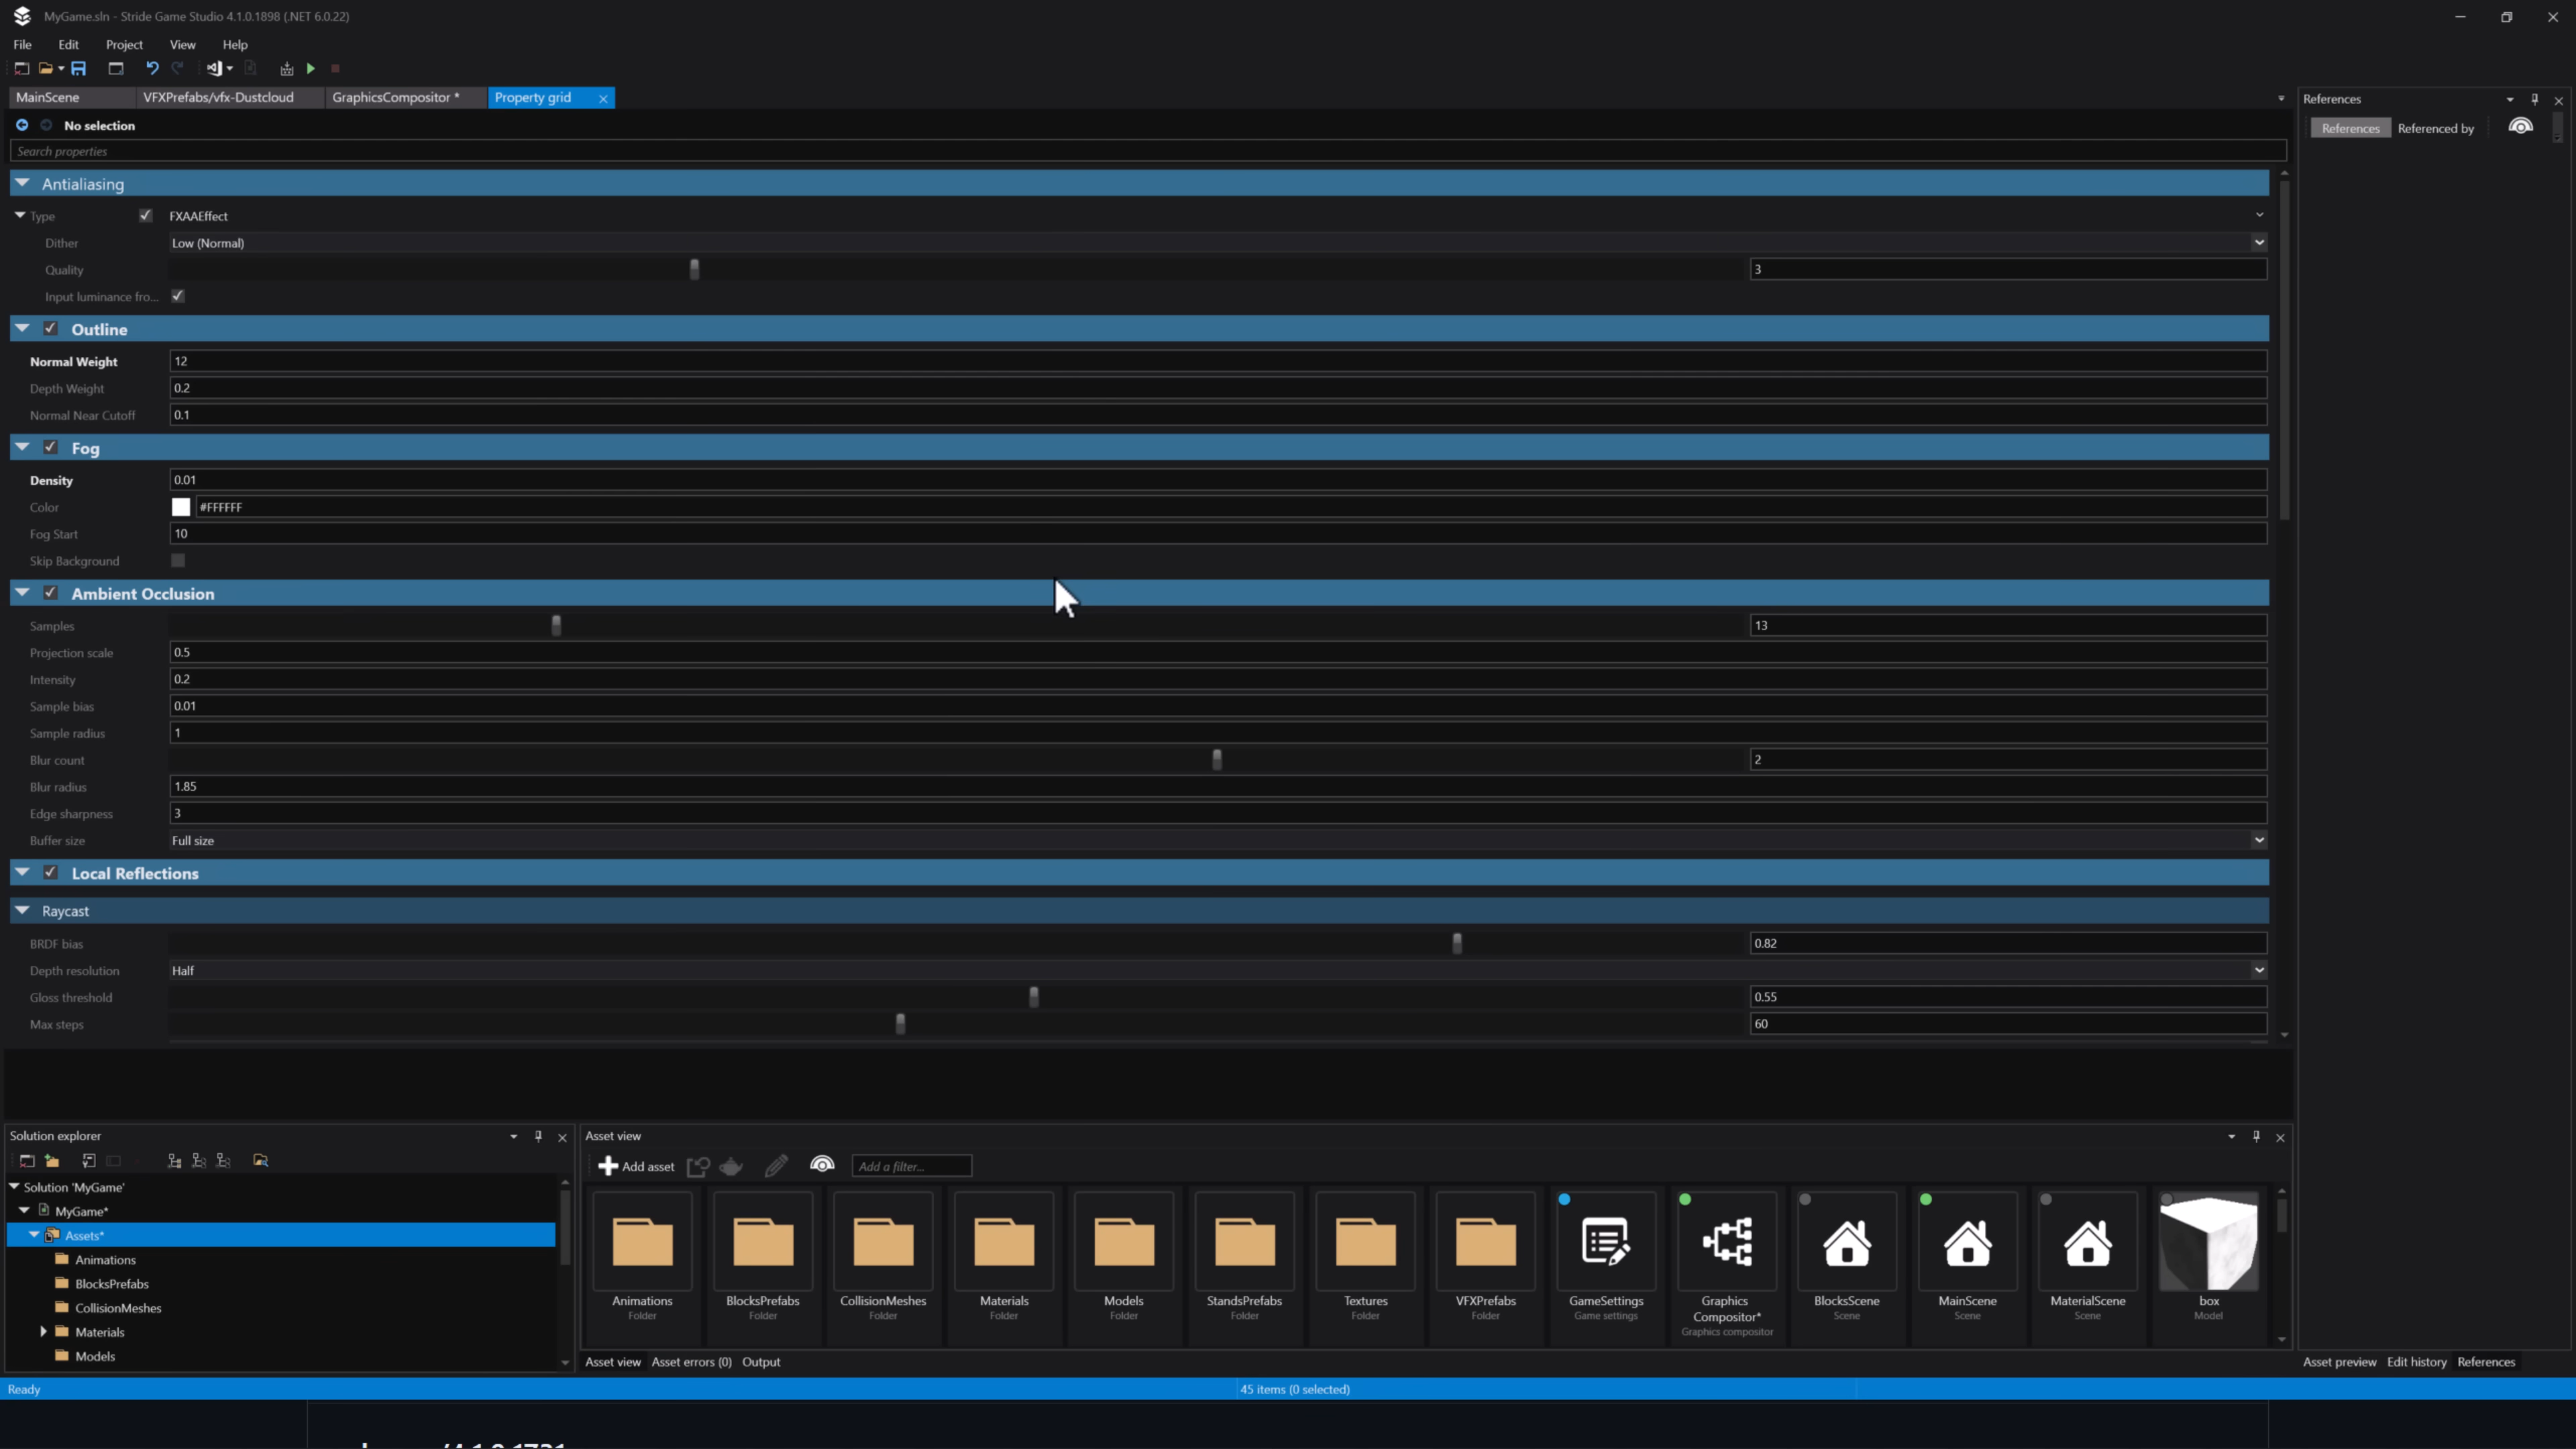 MyGame.sln - Stride Game Studio 4.1.0.1898 (.NET 6.0.22)
File Edit Project View Help
MainScene VFXPrefabs/vfx-Dustcloud GraphicsCompositor * Property grid
No selection
Search properties
Antialiasing
Type FXAAEffect
Dither Low (Normal)
Quality 3
Input luminance fro...
Outline
Normal Weight 12
Depth Weight 0.2
Normal Near Cutoff 0.1
Fog
Density 0.01
Color #FFFFFF
Fog Start 10
Skip Background
Ambient Occlusion
Samples 13
Projection scale 0.5
Intensity 0.2
Sample bias 0.01
Sample radius 1
Blur count 2
Blur radius 1.85
Edge sharpness 3
Buffer size Full size
Local Reflections
Raycast
BRDF bias 0.82
Depth resolution Half
Gloss threshold 0.55
Max steps 60
References
References Referenced by
Solution explorer
Solution 'MyGame'
MyGame*
Assets*
Animations
BlocksPrefabs
CollisionMeshes
Materials
Models
Asset view
Add asset Add a filter...
Animations
Folder
BlocksPrefabs
Folder
CollisionMeshes
Folder
Materials
Folder
Models
Folder
StandsPrefabs
Folder
Textures
Folder
VFXPrefabs
Folder
GameSettings
Game settings
Graphics
Compositor*
Graphics compositor
BlocksScene
Scene
MainScene
Scene
MaterialScene
Scene
box
Model
Asset view Asset errors (0) Output
Asset preview Edit history References
Ready 45 items (0 selected)